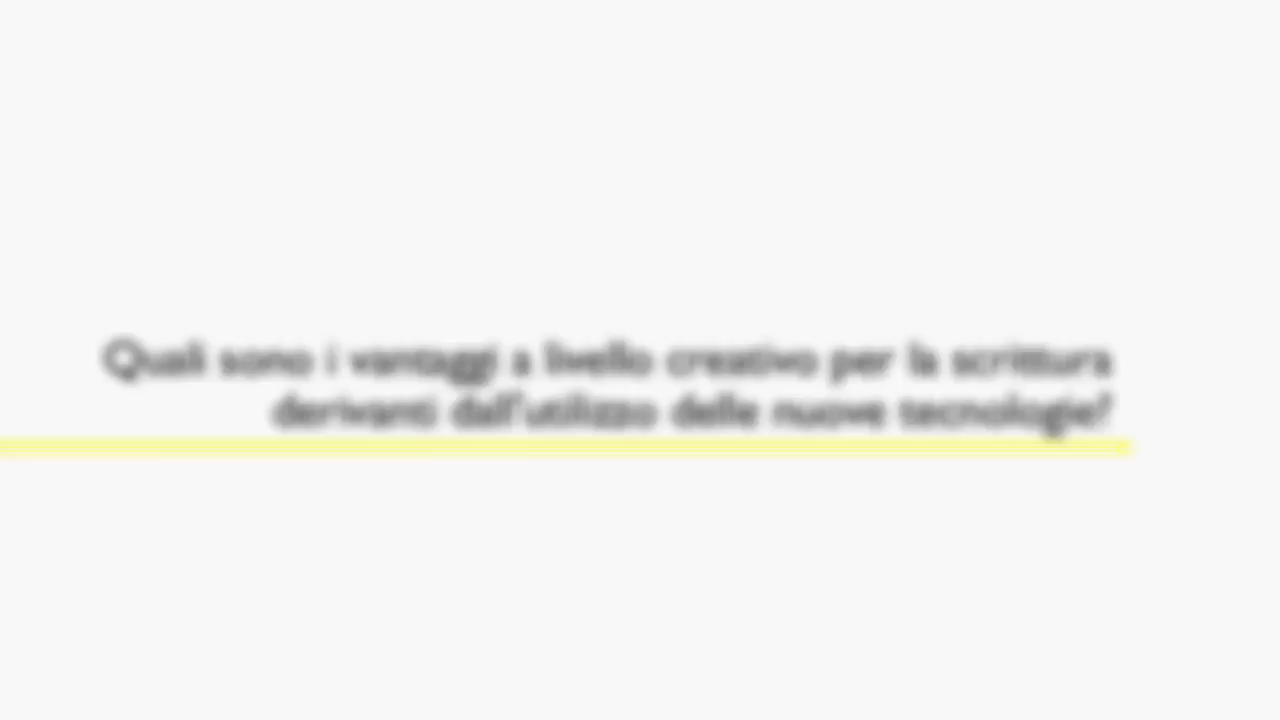 Quali sono i vantaggi a livello creativo per la scrittura
derivanti dall'utilizzo delle nuove tecnologie?